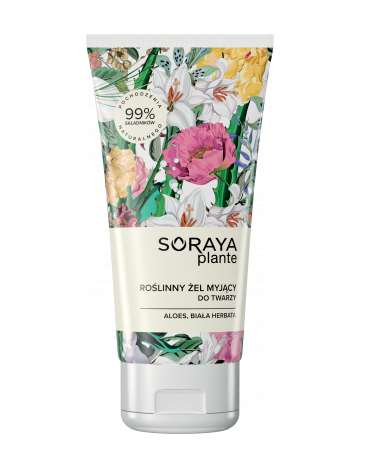 POCHODZENIA
99%
SKŁADNIKÓW
NATURALNEGO
SORAYA
plante
ROŚLINNY ŻEL MYJĄCY
DO TWARZY
ALOES, BIAŁA HERBATA